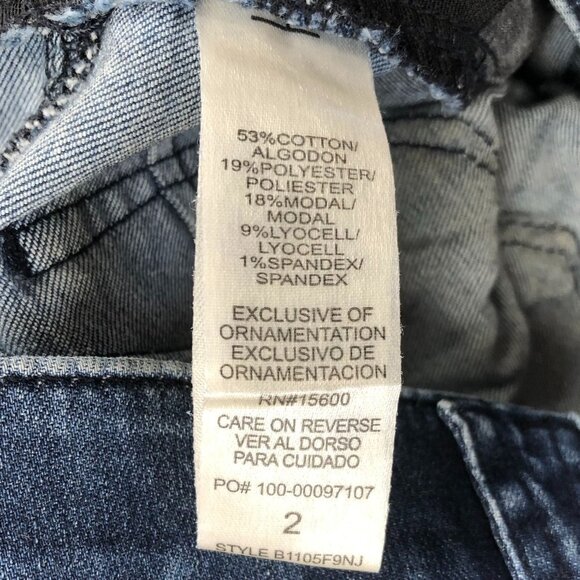 53%COTTON/
ALGODON
19%POLYESTER/
POLIESTER
18%MODAL/
MODAL
9%LYOCELL/
LYOCELL
1%SPANDEX/
SPANDEX
EXCLUSIVE OF
ORNAMENTATION
EXCLUSIVO DE
ORNAMENTACION
RN#15600
CARE ON REVERSE
VER AL DORSO
PARA CUIDADO
PO# 100-00097107
2
STYLE B1105F9NJ